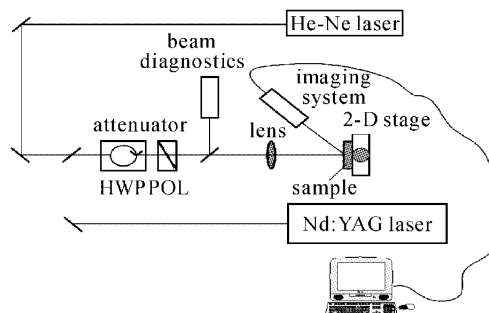 He-Ne laser
beam
diagnostics
imaging
system
2-D stage
attenuator
lens
HWP POL
sample
Nd:YAG laser